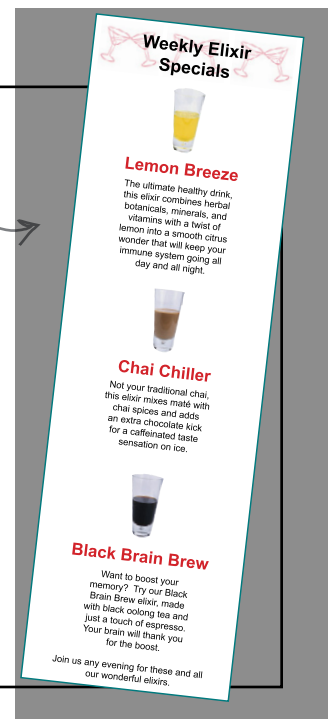 Weekly Elixir
Specials
Lemon Breeze
The ultimate healthy drink,
this elixir combines herbal
botanicals, minerals, and
vitamins with a twist of
lemon into a smooth citrus
wonder that will keep your
immune system going all
day and all night.
Chai Chiller
Not your traditional chai,
this elixir mixes maté with
chai spices and adds
an extra chocolate kick
for a caffeinated taste
sensation on ice.
Black Brain Brew
Want to boost your
memory? Try our Black
Brain Brew elixir, made
with black oolong tea and
just a touch of espresso.
Your brain will thank you
for the boost.
Join us any evening for these and all
our wonderful elixirs.